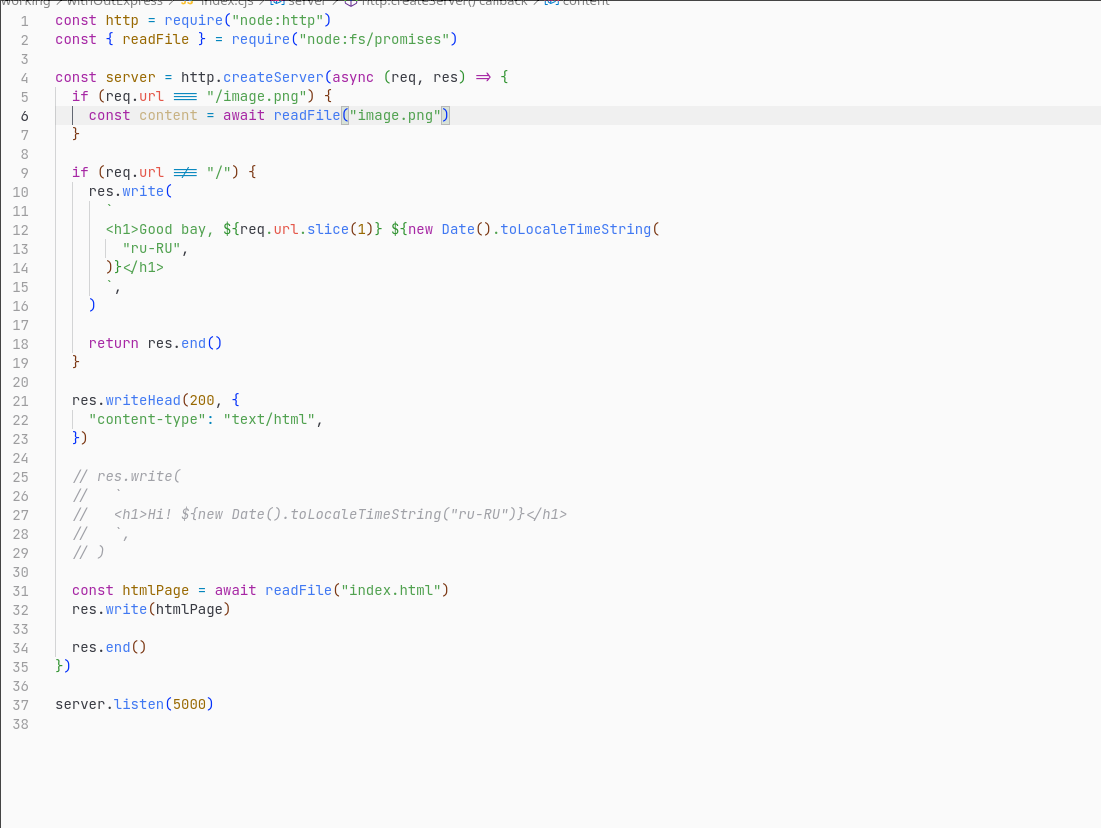 working > withOutExpress > JS index.cjs > server > http.createServer() callback > content
1 const http = require("node:http")
2 const { readFile } = require("node:fs/promises")
3
4 const server = http.createServer(async (req, res) => {
5 if (req.url === "/image.png") {
6 const content = await readFile("image.png")
7 }
8
9 if (req.url !== "/") {
10 res.write(
11 `
12 <h1>Good bay, ${req.url.slice(1)} ${new Date().toLocaleTimeString(
13 "ru-RU",
14 )}</h1>
15 `,
16 )
17
18 return res.end()
19 }
20
21 res.writeHead(200, {
22 "content-type": "text/html",
23 })
24
25 // res.write(
26 // `
27 // <h1>Hi! ${new Date().toLocaleTimeString("ru-RU")}</h1>
28 // `,
29 // )
30
31 const htmlPage = await readFile("index.html")
32 res.write(htmlPage)
33
34 res.end()
35 })
36
37 server.listen(5000)
38